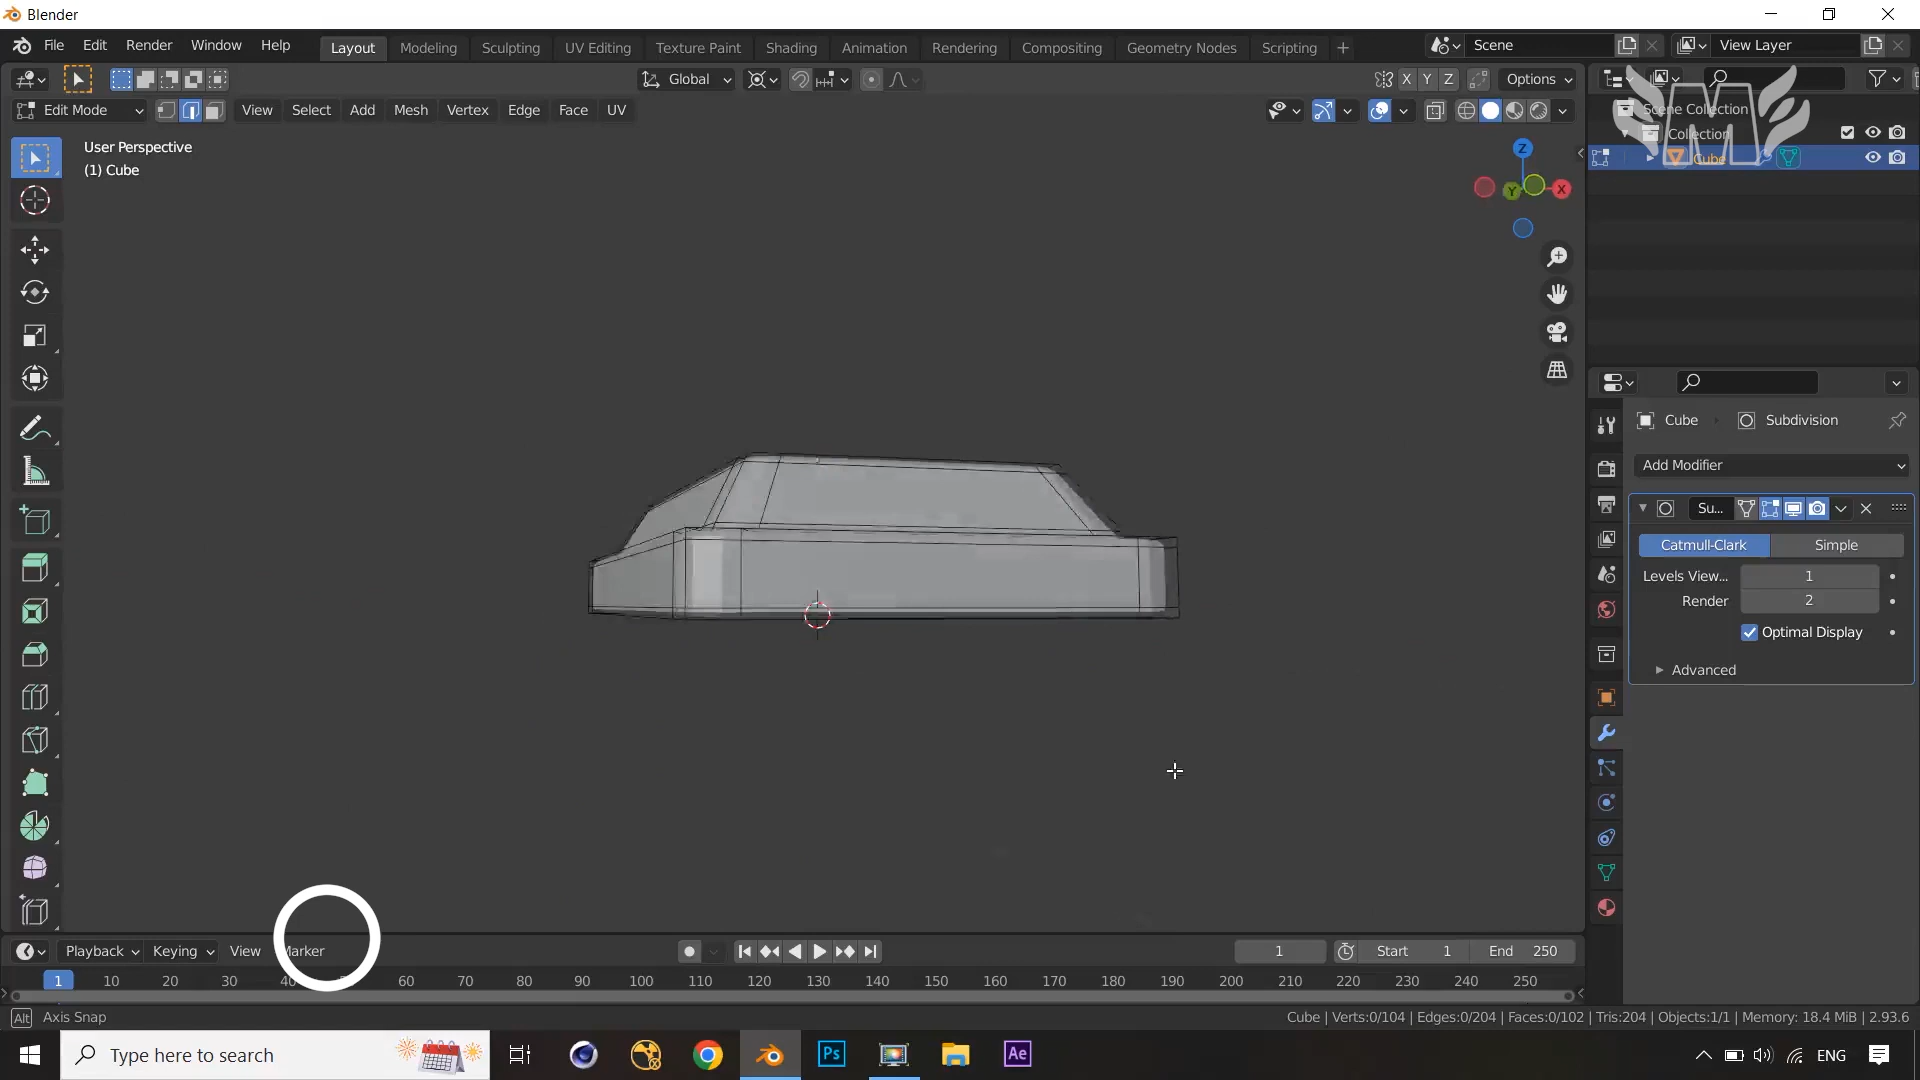 Blender
File Edit Render Window Help
Layout Modeling Sculpting UV Editing Texture Paint Shading Animation Rendering Compositing Geometry Nodes Scripting
Scene
View Layer
Global
X Y Z
Options
Edit Mode
View Select Add Mesh Vertex Edge Face UV
User Perspective
(1) Cube
Z
Y
X
Scene Collection
Collection
Cube
Cube
Subdivision
Add Modifier
Su...
Catmull-Clark
Simple
Levels View...
1
Render
2
Optimal Display
Advanced
Playback Keying View Marker
1
Start 1
End 250
1 10 20 30 40 60 70 80 90 100 110 120 130 140 150 160 170 180 190 200 210 220 230 240 250
Alt Axis Snap
Cube | Verts:0/104 | Edges:0/204 | Faces:0/102 | Tris:204 | Objects:1/1 | Memory: 18.4 MiB | 2.93.6
Type here to search
Ps
Ae
ENG